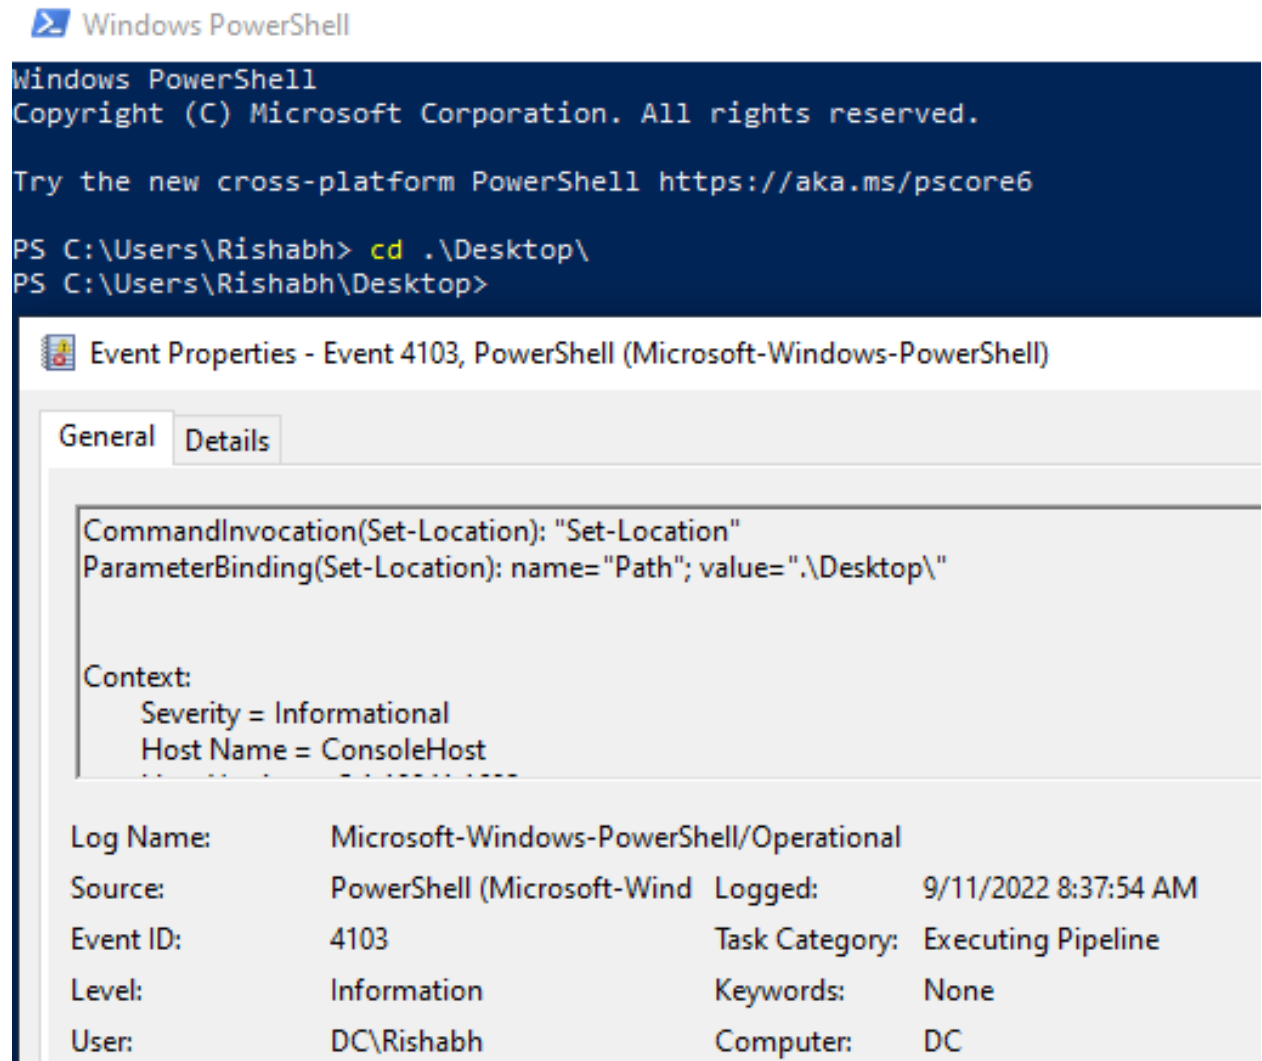 Windows PowerShell
Windows PowerShell
Copyright (C) Microsoft Corporation. All rights reserved.
Try the new cross-platform PowerShell https://aka.ms/pscore6
PS C:\Users\Rishabh> cd .\Desktop\
PS C:\Users\Rishabh\Desktop>
Event Properties - Event 4103, PowerShell (Microsoft-Windows-PowerShell)
General Details
CommandInvocation(Set-Location): "Set-Location"
ParameterBinding(Set-Location): name="Path"; value=".\Desktop\"
Context:
Severity = Informational
Host Name = ConsoleHost
Log Name: Microsoft-Windows-PowerShell/Operational
Source: PowerShell (Microsoft-Wind Logged: 9/11/2022 8:37:54 AM
Event ID: 4103 Task Category: Executing Pipeline
Level: Information Keywords: None
User: DC\Rishabh Computer: DC